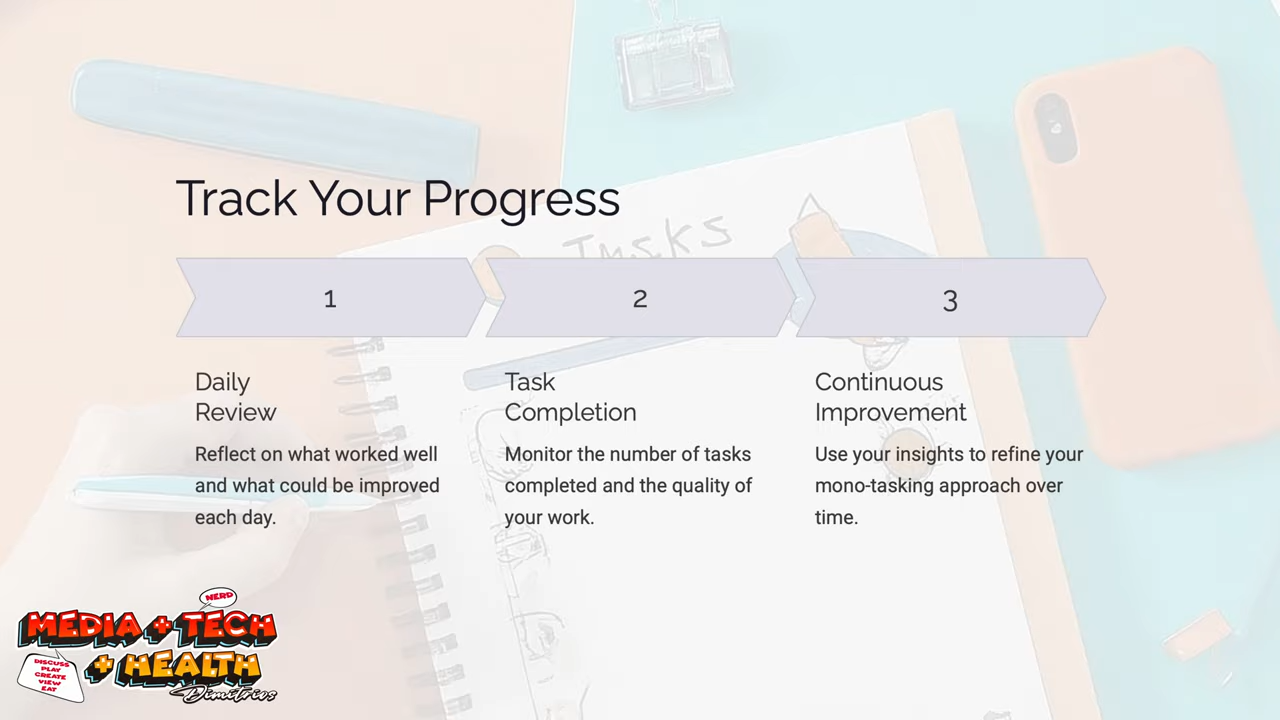 Track Your Progress
Tasks
1
2
3
Daily
Review
Reflect on what worked well
and what could be improved
each day.
Task
Completion
Monitor the number of tasks
completed and the quality of
your work.
Continuous
Improvement
Use your insights to refine your
mono-tasking approach over
time.
NERD
MEDIA + TECH
+ HEALTH
DISCUSS
PLAY
CREATE
VIEW
EAT
Dimitrios